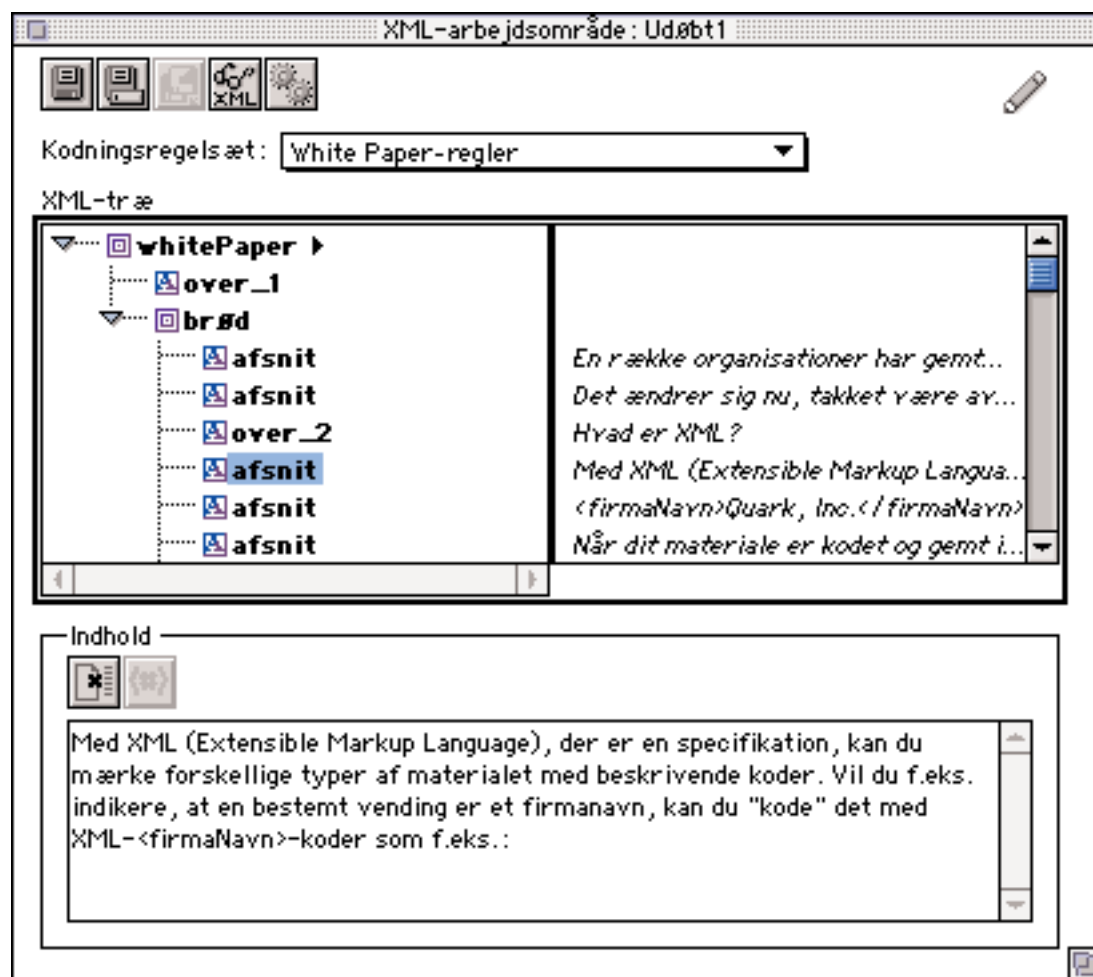 XML-arbejdsområde: Udøbt1
XML
Kodningsregelsæt: White Paper-regler
XML-træ
whitePaper
over_1
brød
afsnit En række organisationer har gemt...
afsnit Det ændrer sig nu, takket være av...
over_2 Hvad er XML?
afsnit Med XML (Extensible Markup Langua...
afsnit <firmaNavn>Quark, Inc.</firmaNavn>
afsnit Når dit materiale er kodet og gemt i...
Indhold
Med XML (Extensible Markup Language), der er en specifikation, kan du
mærke forskellige typer af materialet med beskrivende koder. Vil du f.eks.
indikere, at en bestemt vending er et firmanavn, kan du "kode" det med
XML-<firmaNavn>-koder som f.eks.: